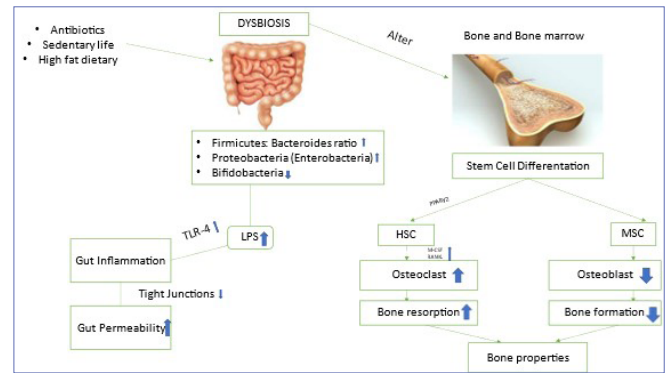 DYSBIOSIS
• Antibiotics
• Sedentary life
• High fat dietary
Alter
Bone and Bone marrow
• Firmicutes: Bacteroides ratio
• Proteobacteria (Enterobacteria)
• Bifidobacteria
Stem Cell Differentation
TLR-4
LPS
HSC
MSC
RANKL
Gut Inflammation
Osteoclast
Osteoblast
Tight Junctions
Gut Permeability
Bone resorption
Bone formation
Bone properties